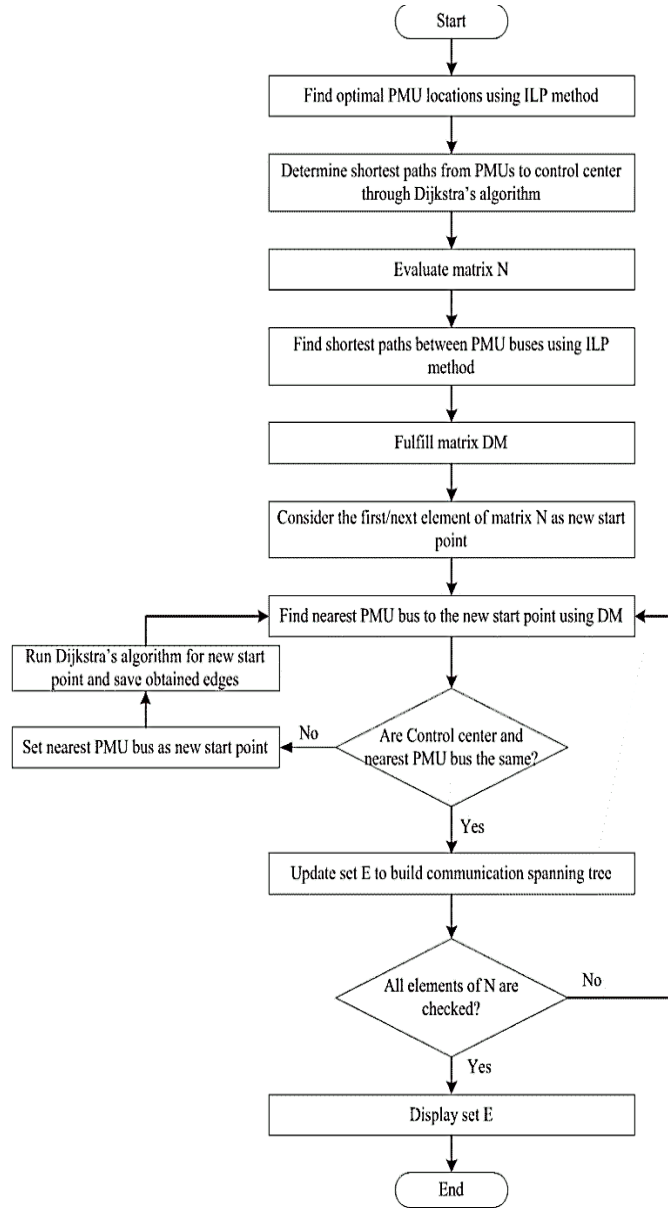 Start
Find optimal PMU locations using ILP method
Determine shortest paths from PMUs to control center
through Dijkstra's algorithm
Evaluate matrix N
Find shortest paths between PMU buses using ILP
method
Fulfill matrix DM
Consider the first/next element of matrix N as new start
point
Find nearest PMU bus to the new start point using DM
Run Dijkstra's algorithm for new start
point and save obtained edges
Set nearest PMU bus as new start point
No
Are Control center and
nearest PMU bus the same?
Yes
Update set E to build communication spanning tree
All elements of N are
checked?
No
Yes
Display set E
End